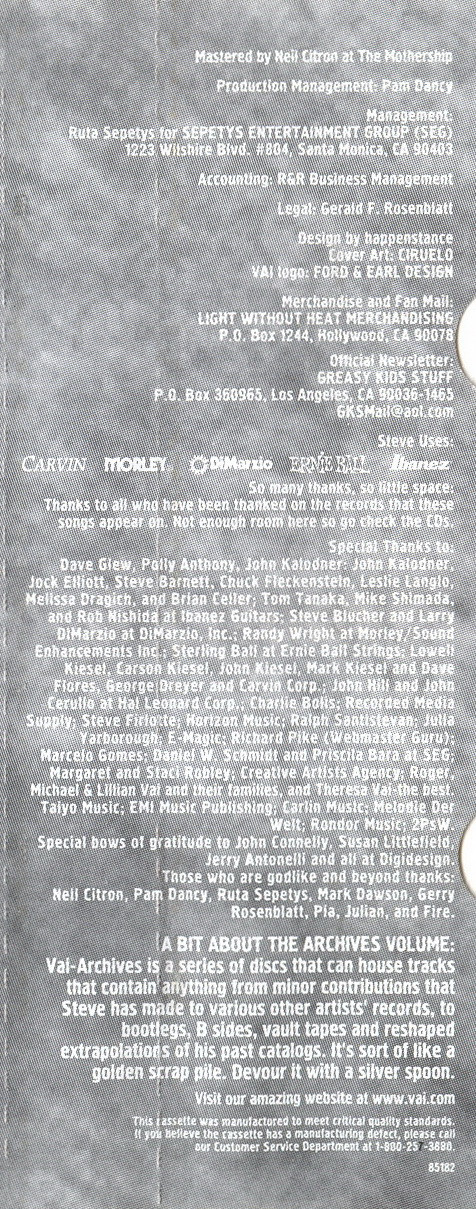 Mastered by Neil Citron at The Mothership
Production Management: Pam Dancy
Management:
Ruta Sepetys for SEPETYS ENTERTAINMENT GROUP (SEG)
1223 Wilshire Blvd. #804, Santa Monica, CA 90403
Accounting: R&R Business Management
Legal: Gerald F. Rosenblatt
Design by happenstance
Cover Art: CIRUELO
VAI logo: FORD & EARL DESIGN
Merchandise and Fan Mail:
LIGHT WITHOUT HEAT MERCHANDISING
P.O. Box 1244, Hollywood, CA 90078
Official Newsletter:
GREASY KIDS STUFF
P.O. Box 360965, Los Angeles, CA 90036-1465
GKSMail@aol.com
Steve Uses:
CARVIN MORLEY DiMarzio ERNIE BALL Ibanez
So many thanks, so little space:
Thanks to all who have been thanked on the records that these
songs appear on. Not enough room here so go check the CDs.
Special Thanks to:
Dave Glew, Polly Anthony, John Kalodner: John Kalodner,
Jock Elliott, Steve Barnett, Chuck Fleckenstein, Leslie Langlo,
Melissa Dragich, and Brian Celler; Tom Tanaka, Mike Shimada,
and Rob Nishida at Ibanez Guitars; Steve Blucher and Larry
DiMarzio at DiMarzio, Inc.; Randy Wright at Morley/Sound
Enhancements Inc.; Sterling Ball at Ernie Ball Strings; Lowell
Kiesel, Carson Kiesel, John Kiesel, Mark Kiesel and Dave
Flores, George Dreyer and Carvin Corp.; John Hill and John
Cerullo at Hal Leonard Corp.; Charlie Bolis; Recorded Media
Supply; Steve Firlotte; Horizon Music; Ralph Santistevan; Julia
Yarborough; E-Magic; Richard Pike (Webmaster Guru);
Marcelo Gomes; Daniel W. Schmidt and Priscila Bara at SEG;
Margaret and Staci Robley; Creative Artists Agency; Roger,
Michael & Lillian Vai and their families, and Theresa Vai-the best.
Taiyo Music; EMI Music Publishing; Carlin Music; Melodie Der
Welt; Rondor Music; 2PsW.
Special bows of gratitude to John Connelly, Susan Littlefield,
Jerry Antonelli and all at Digidesign.
Those who are godlike and beyond thanks:
Neil Citron, Pam Dancy, Ruta Sepetys, Mark Dawson, Gerry
Rosenblatt, Pia, Julian, and Fire.
A BIT ABOUT THE ARCHIVES VOLUME:
Vai-Archives is a series of discs that can house tracks
that contain anything from minor contributions that
Steve has made to various other artists' records, to
bootlegs, B sides, vault tapes and reshaped
extrapolations of his past catalogs. It's sort of like a
golden scrap pile. Devour it with a silver spoon.
Visit our amazing website at www.vai.com
This cassette was manufactured to meet critical quality standards.
If you believe the cassette has a manufacturing defect, please call
our Customer Service Department at 1-800-257-3880.
85182